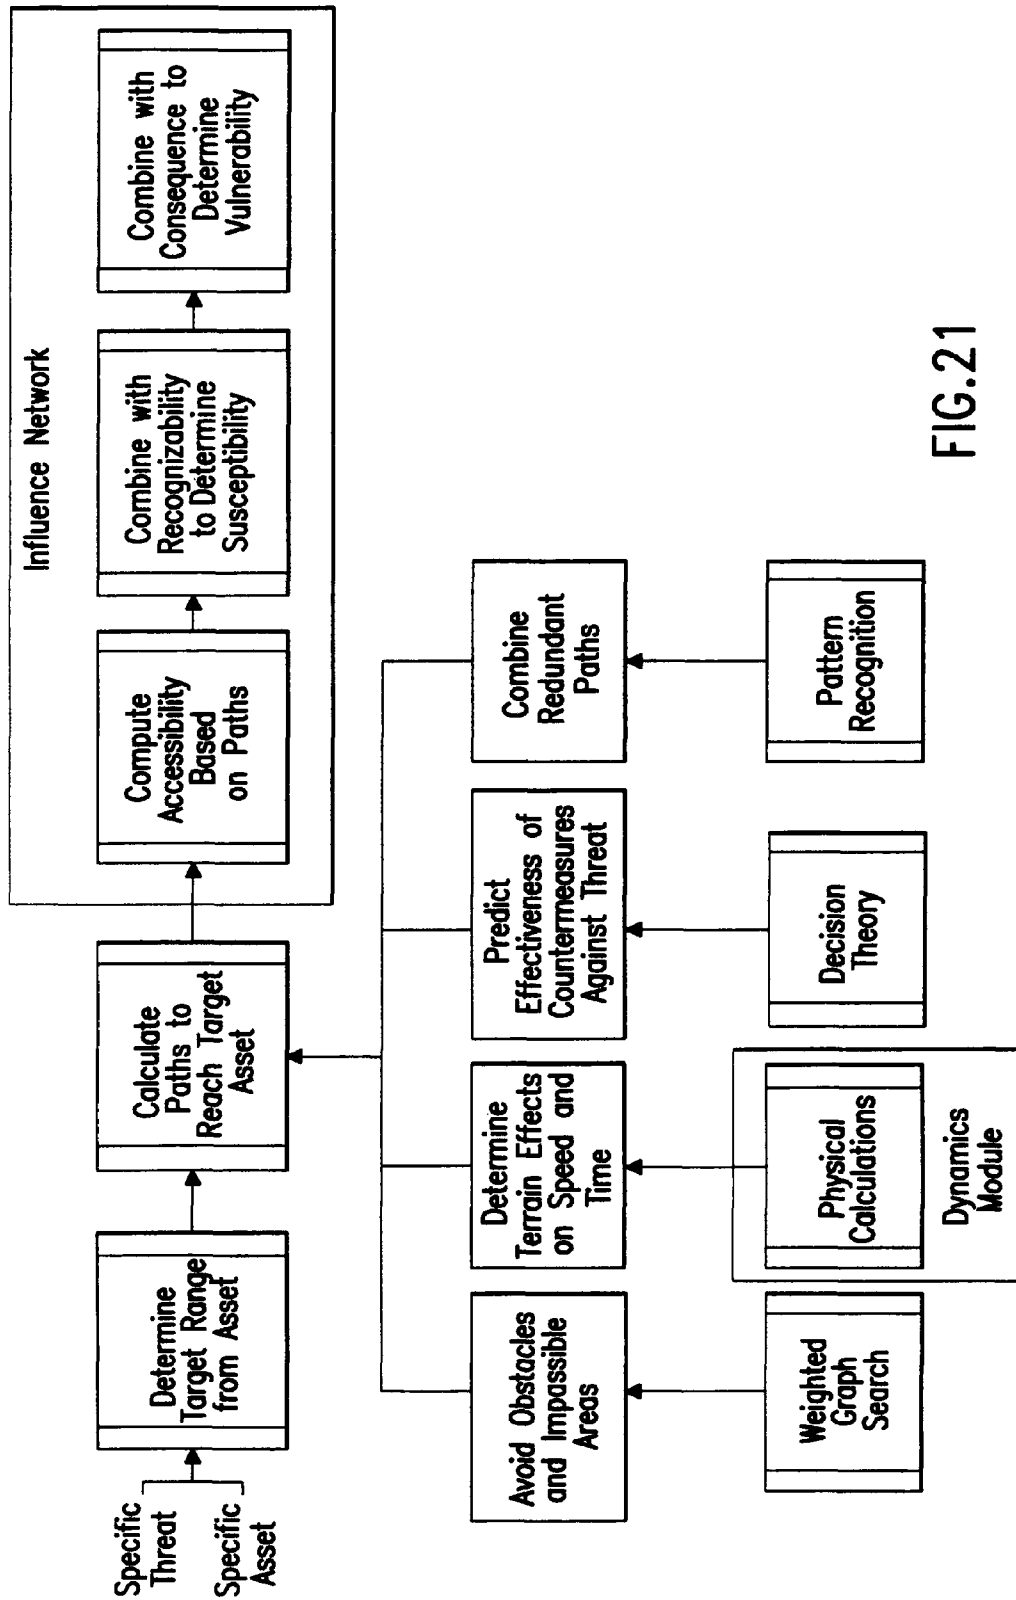 Influence Network
Specific
Threat
Specific
Asset
Determine
Target Range
from Asset
Calculate
Paths to
Reach Target
Asset
Compute
Accessibility
Based
on Paths
Combine with
Recognizability
to Determine
Susceptibility
Combine with
Consequence to
Determine
Vulnerability
Avoid Obstacles
and Impassible
Areas
Determine
Terrain Effects
on Speed and
Time
Predict
Effectiveness of
Countermeasures
Against Threat
Combine
Redundant
Paths
Weighted
Graph
Search
Physical
Calculations
Dynamics
Module
Decision
Theory
Pattern
Recognition
FIG.21